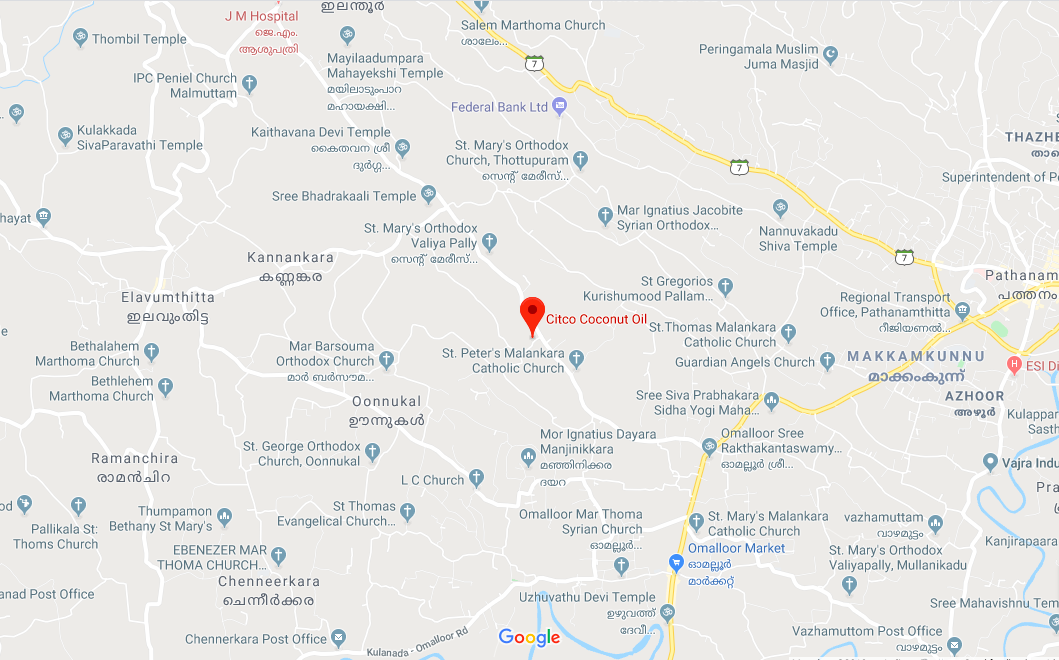 ഇലന്തൂർ
J M Hospital
ജെ.എം.
ആശുപത്രി
Salem Marthoma Church
ശാലേം...
Thombil Temple
Mayilaadumpara
Mahayekshi Temple
മയിലാടുംപാറ
മഹായക്ഷി...
7
Peringamala Muslim
Juma Masjid
IPC Peniel Church
Malmuttam
Federal Bank Ltd
Kulakkada
SivaParavathi Temple
Kaithavana Devi Temple
കൈതവന ശ്രീ
ദുർഗ്ഗ...
St. Mary's Orthodox
Church, Thottupuram
സെന്റ് മേരീസ്...
7
THAZHE
താഴെ
Superintendent of Po
Sree Bhadrakaali Temple
hayat
Mar Ignatius Jacobite
Syrian Orthodox...
Nannuvakadu
Shiva Temple
St. Mary's Orthodox
Valiya Pally
സെന്റ് മേരീസ്...
7
Kannankara
കണ്ണങ്കര
Pathanam
പത്തനം
St Gregorios
Kurishumood Pallam...
Elavumthitta
ഇലവുംതിട്ട
Regional Transport
Office, Pathanamthitta
റീജിയണൽ...
Citco Coconut Oil
St.Thomas Malankara
Catholic Church
Bethalahem
Marthoma Church
Mar Barsouma
Orthodox Church
മാർ ബർസൗമ...
St. Peter's Malankara
Catholic Church
Guardian Angels Church
MAKKAMKUNNU
മാക്കംകുന്ന്
H
ESI Di
Bethlehem
Marthoma Church
Sree Siva Prabhakara
Sidha Yogi Maha...
AZHOOR
അഴൂർ
Oonnukal
ഊന്നുകൽ
Kulappar
Sasth
Mor Ignatius Dayara
Manjinikkara
മഞ്ഞിനിക്കര
ദയറ
Omalloor Sree
Rakthakantaswamy...
ഓമല്ലൂർ ശ്രീ...
St. George Orthodox
Church, Oonnukal
Ramanchira
രാമൻചിറ
Vajra Indu
L C Church
Pra
od
Pallikala St:
Thoms Church
Thumpamon
Bethany St Mary's
St Thomas
Evangelical Church...
Omalloor Mar Thoma
Syrian Church
ഓമല്ലൂർ...
St. Mary's Malankara
Catholic Church
vazhamuttam
വാഴമുട്ടം
Omalloor Market
ഓമല്ലൂർ
മാർക്കറ്റ്
Kanjirapaara
EBENEZER MAR
THOMA CHURCH...
St. Mary's Orthodox
Valiyapally, Mullanikadu
Chenneerkara
ചെന്നീർക്കര
anad Post Office
Uzhuvathu Devi Temple
ഉഴുവത്ത്
ദേവീ...
Sree Mahavishnu Tem
Chennerkara Post Office
Kulanada - Omalloor Rd
Google
Vazhamuttom Post Office
വാഴമുട്ടം...